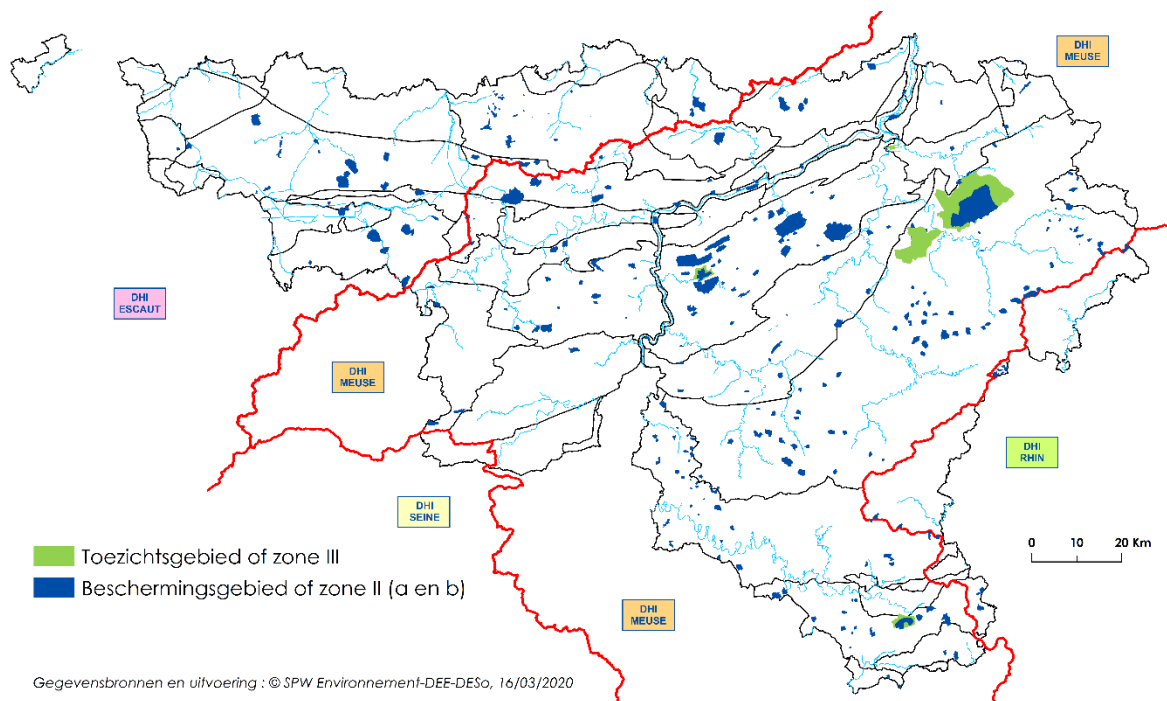 DHI
MEUSE
DHI
ESCAUT
DHI
MEUSE
DHI
RHIN
DHI
SEINE
Toezichtsgebied of zone III
0 10 20 Km
Beschermingsgebied of zone II (a en b)
DHI
MEUSE
Gegevensbronnen en uitvoering : © SPW Environnement-DEE-DESo, 16/03/2020